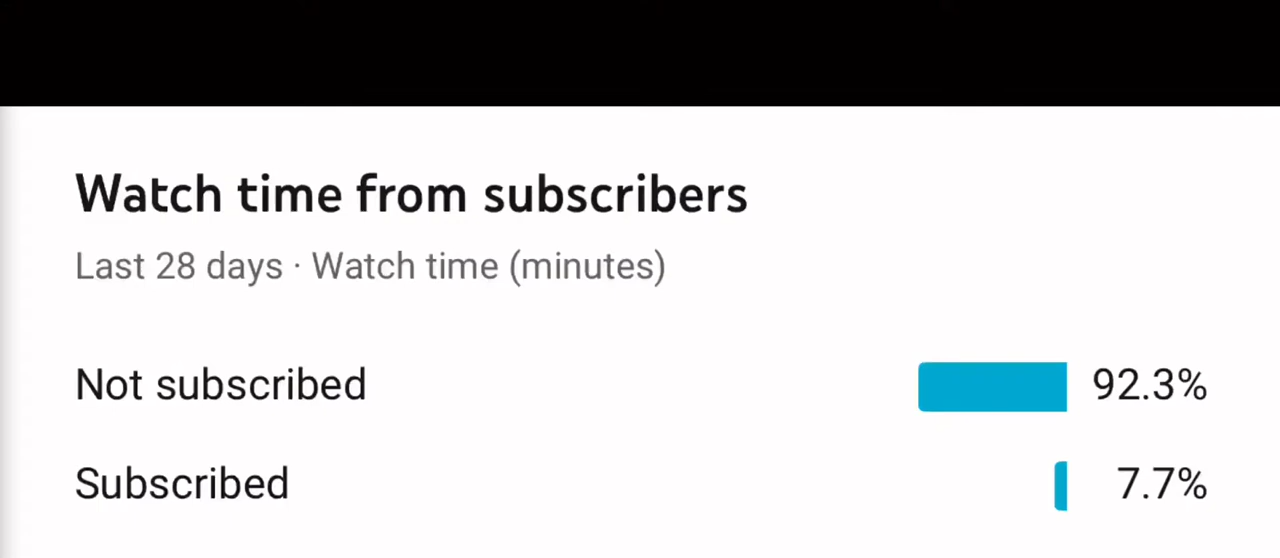 Watch time from subscribers
Last 28 days · Watch time (minutes)
Not subscribed 92.3%
Subscribed 7.7%